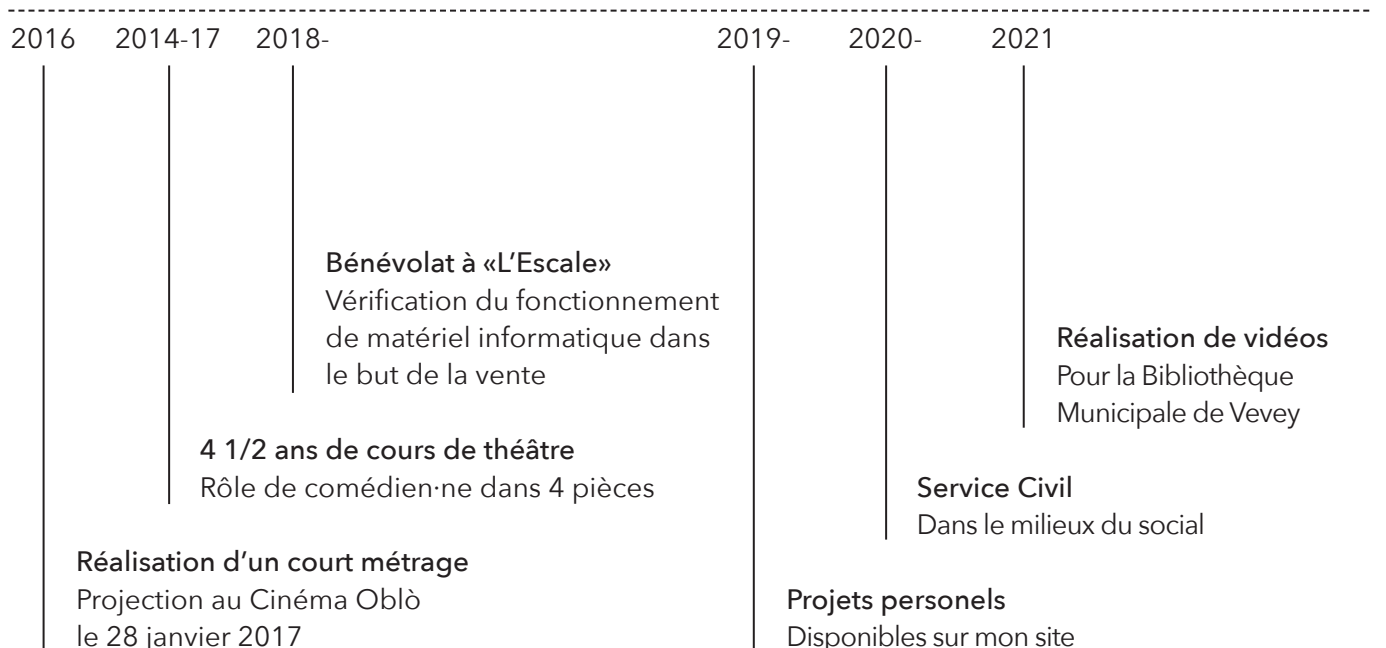 2016 2014-17 2018- 2019- 2020- 2021
Bénévolat à «L’Escale»
Vérification du fonctionnement
de matériel informatique dans
le but de la vente
Réalisation de vidéos
Pour la Bibliothèque
Municipale de Vevey
4 1/2 ans de cours de théâtre
Rôle de comédien·ne dans 4 pièces
Service Civil
Dans le milieux du social
Réalisation d’un court métrage
Projection au Cinéma Oblò
le 28 janvier 2017
Projets personels
Disponibles sur mon site